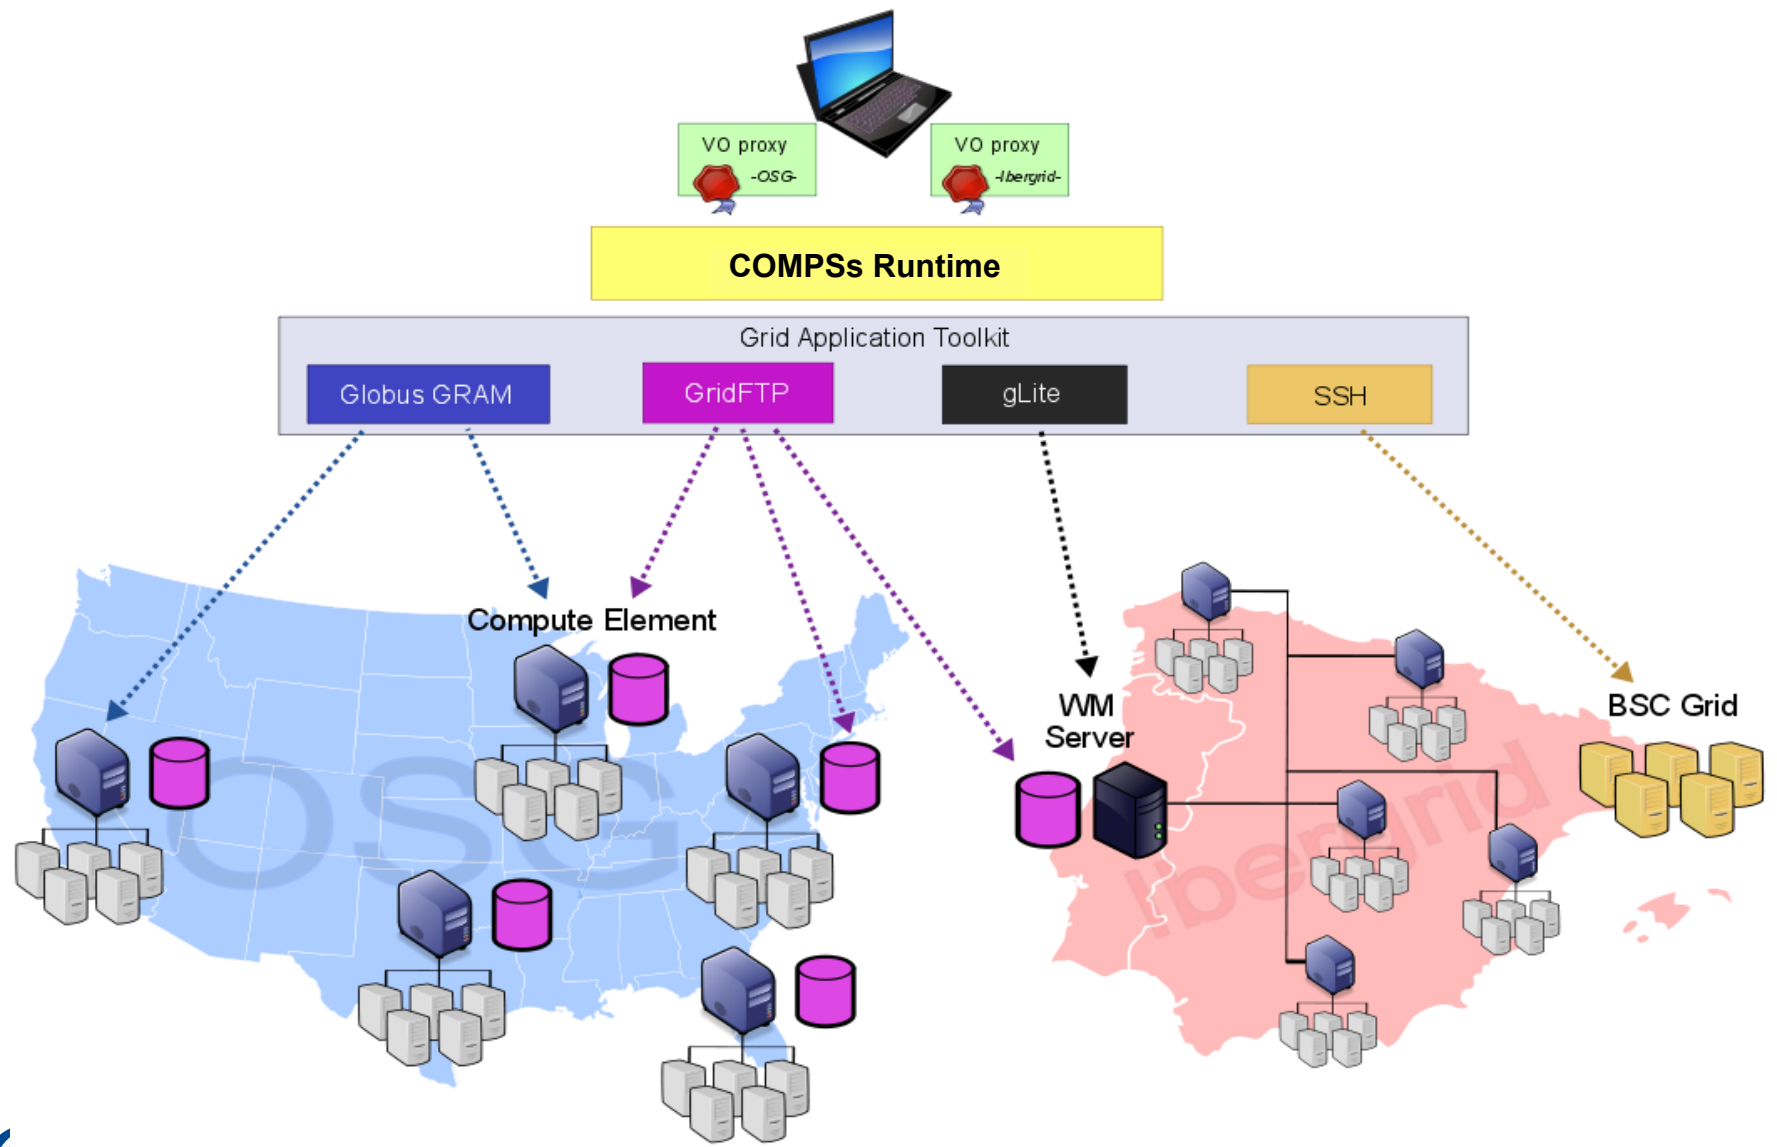 VO proxy
-OSG-
VO proxy
-Ibergrid-
COMPSs Runtime
Grid Application Toolkit
Globus GRAM
GridFTP
gLite
SSH
Compute Element
WM
Server
BSC Grid
OSG
Ibergrid